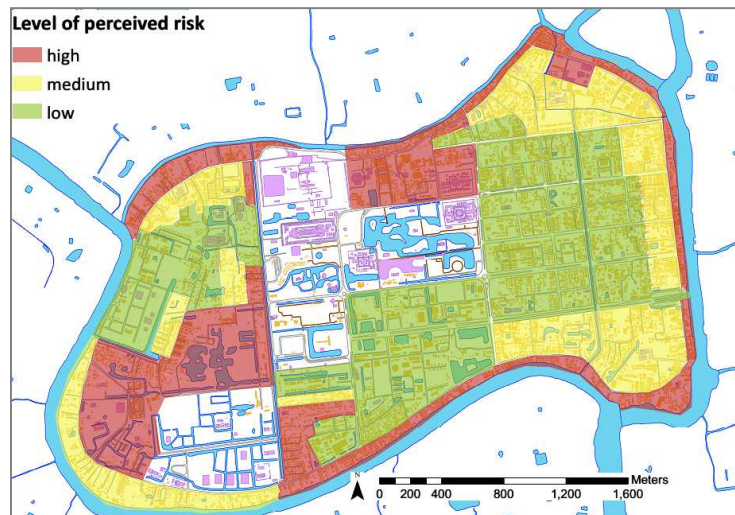 Level of perceived risk
high
medium
low
N
Meters
0 200 400 800 1,200 1,600